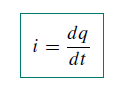 i = dq/dt